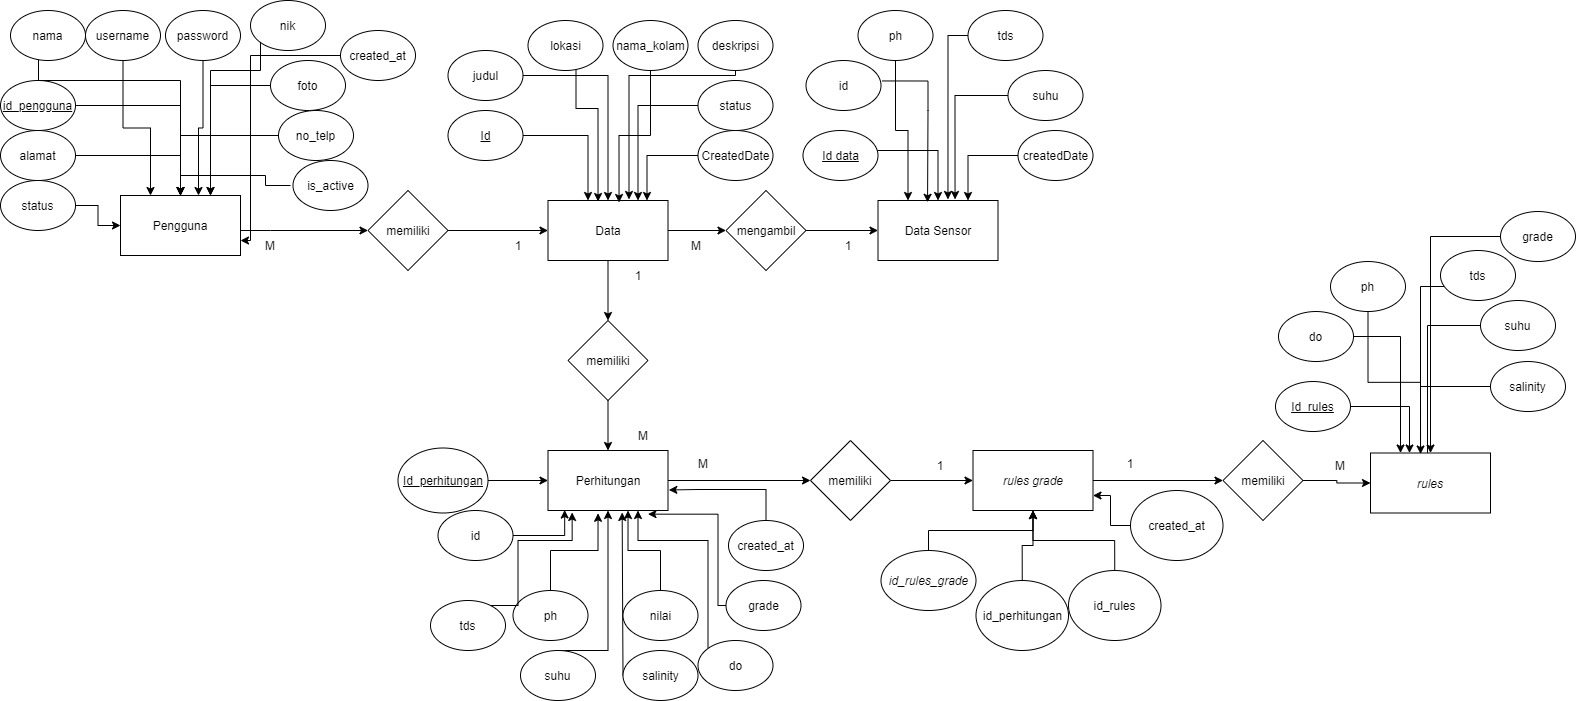 nama
username
password
nik
created_at
id_pengguna
foto
alamat
no_telp
status
is_active
Pengguna
M
memiliki
1
lokasi
nama_kolam
deskripsi
judul
status
Id
CreatedDate
Data
M
mengambil
1
ph
tds
id
suhu
Id data
createdDate
Data Sensor
1
memiliki
M
Id_perhitungan
Perhitungan
id
created_at
tds
ph
nilai
grade
suhu
salinity
do
M
memiliki
1
rules grade
created_at
id_rules_grade
id_perhitungan
id_rules
1
memiliki
M
grade
tds
ph
suhu
do
salinity
Id_rules
rules